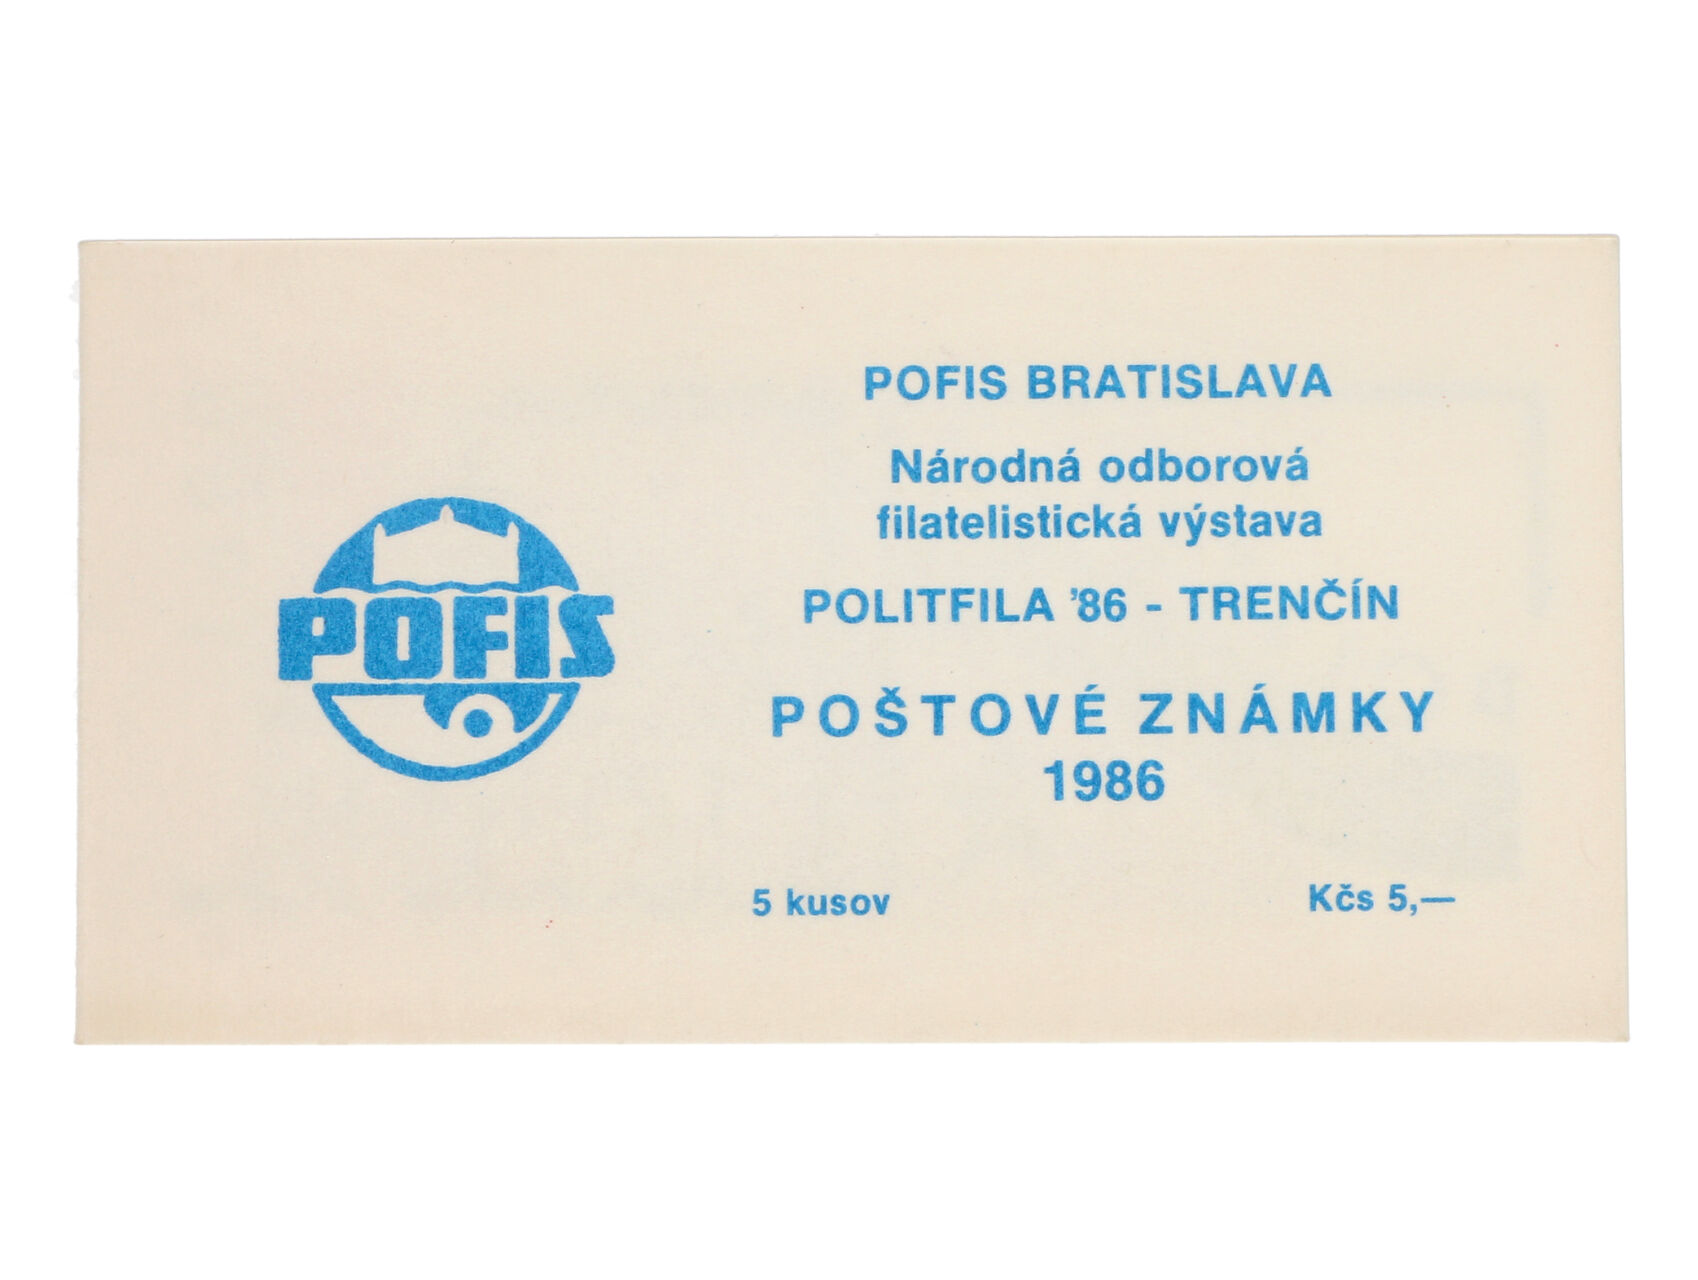 POFIS
POFIS BRATISLAVA
Národná odborová
filatelistická výstava
POLITFILA '86 - TRENČÍN
POŠTOVÉ ZNÁMKY
1986
5 kusov
Kčs 5,—